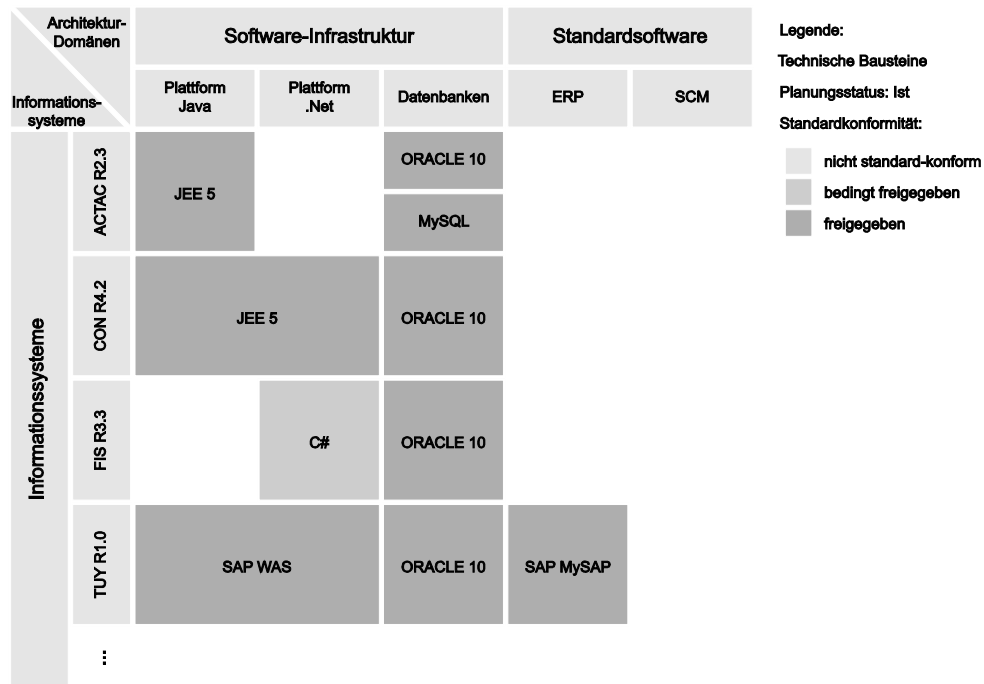 Architektur-
Domänen
Informations-
systeme
Software-Infrastruktur
Standardsoftware
Plattform
Java
Plattform
.Net
Datenbanken
ERP
SCM
Informationssysteme
ACTAC R2.3
JEE 5
ORACLE 10
MySQL
CON R4.2
JEE 5
ORACLE 10
FIS R3.3
C#
ORACLE 10
TUY R1.0
SAP WAS
ORACLE 10
SAP MySAP
...
Legende:
Technische Bausteine
Planungsstatus: Ist
Standardkonformität:
nicht standard-konform
bedingt freigegeben
freigegeben